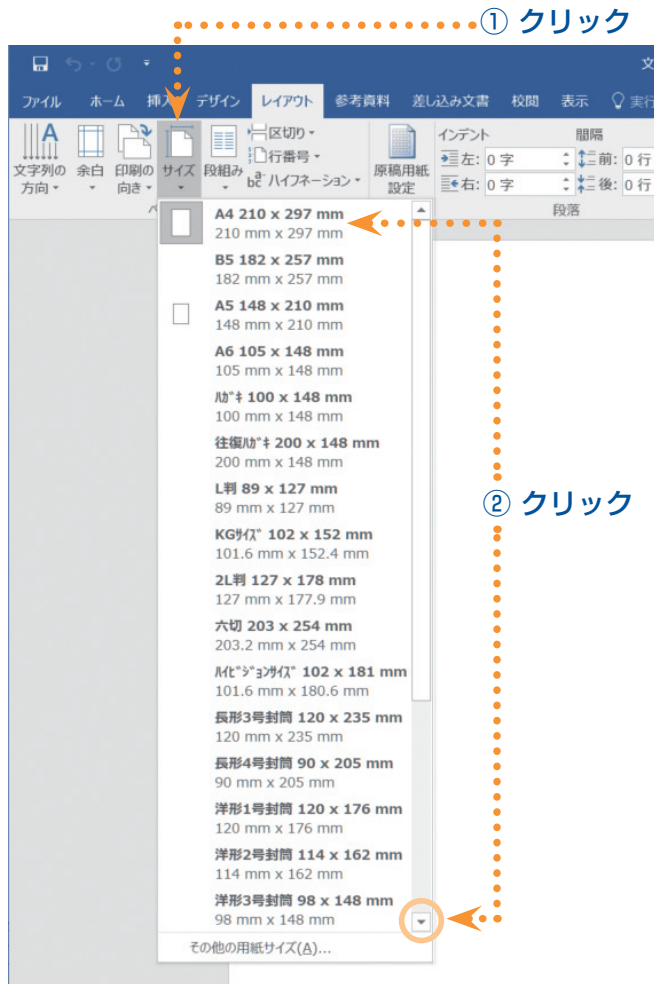 ① クリック
文
ファイル ホーム 挿入 デザイン レイアウト 参考資料 差し込み文書 校閲 表示 実行
A
文字列の方向 余白 印刷の向き サイズ 段組み 区切り 行番号 bc a- ハイフネーション 原稿用紙設定
インデント 間隔
左: 0 字 前: 0 行
右: 0 字 後: 0 行
段落
A4 210 x 297 mm
210 mm x 297 mm
B5 182 x 257 mm
182 mm x 257 mm
A5 148 x 210 mm
148 mm x 210 mm
A6 105 x 148 mm
105 mm x 148 mm
ﾊｶﾞｷ 100 x 148 mm
100 mm x 148 mm
往復ﾊｶﾞｷ 200 x 148 mm
200 mm x 148 mm
L判 89 x 127 mm
89 mm x 127 mm
② クリック
KGｻｲｽﾞ 102 x 152 mm
101.6 mm x 152.4 mm
2L判 127 x 178 mm
127 mm x 177.9 mm
六切 203 x 254 mm
203.2 mm x 254 mm
ﾊｲﾋﾞｼﾞｮﾝｻｲｽﾞ 102 x 181 mm
101.6 mm x 180.6 mm
長形3号封筒 120 x 235 mm
120 mm x 235 mm
長形4号封筒 90 x 205 mm
90 mm x 205 mm
洋形1号封筒 120 x 176 mm
120 mm x 176 mm
洋形2号封筒 114 x 162 mm
114 mm x 162 mm
洋形3号封筒 98 x 148 mm
98 mm x 148 mm
その他の用紙サイズ(A)...